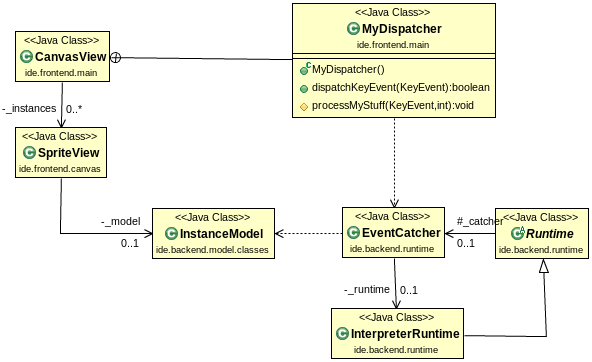 <<Java Class>>
MyDispatcher
ide.frontend.main
C MyDispatcher()
dispatchKeyEvent(KeyEvent):boolean
processMyStuff(KeyEvent,int):void
<<Java Class>>
C CanvasView
ide.frontend.main
-_instances 0..*
<<Java Class>>
C SpriteView
ide.frontend.canvas
-_model
0..1
<<Java Class>>
C InstanceModel
ide.backend.model.classes
<<Java Class>>
C EventCatcher
ide.backend.runtime
#_catcher
0..1
<<Java Class>>
C A Runtime
ide.backend.runtime
-_runtime 0..1
<<Java Class>>
C InterpreterRuntime
ide.backend.runtime